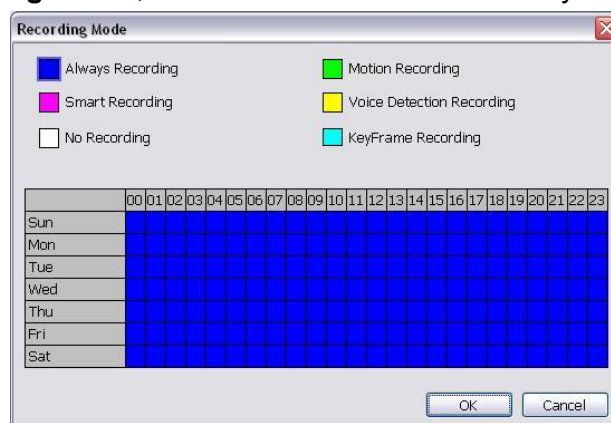 Recording Mode
Always Recording
Motion Recording
Smart Recording
Voice Detection Recording
No Recording
KeyFrame Recording
00 01 02 03 04 05 06 07 08 09 10 11 12 13 14 15 16 17 18 19 20 21 22 23
Sun
Mon
Tue
Wed
Thu
Fri
Sat
OK Cancel